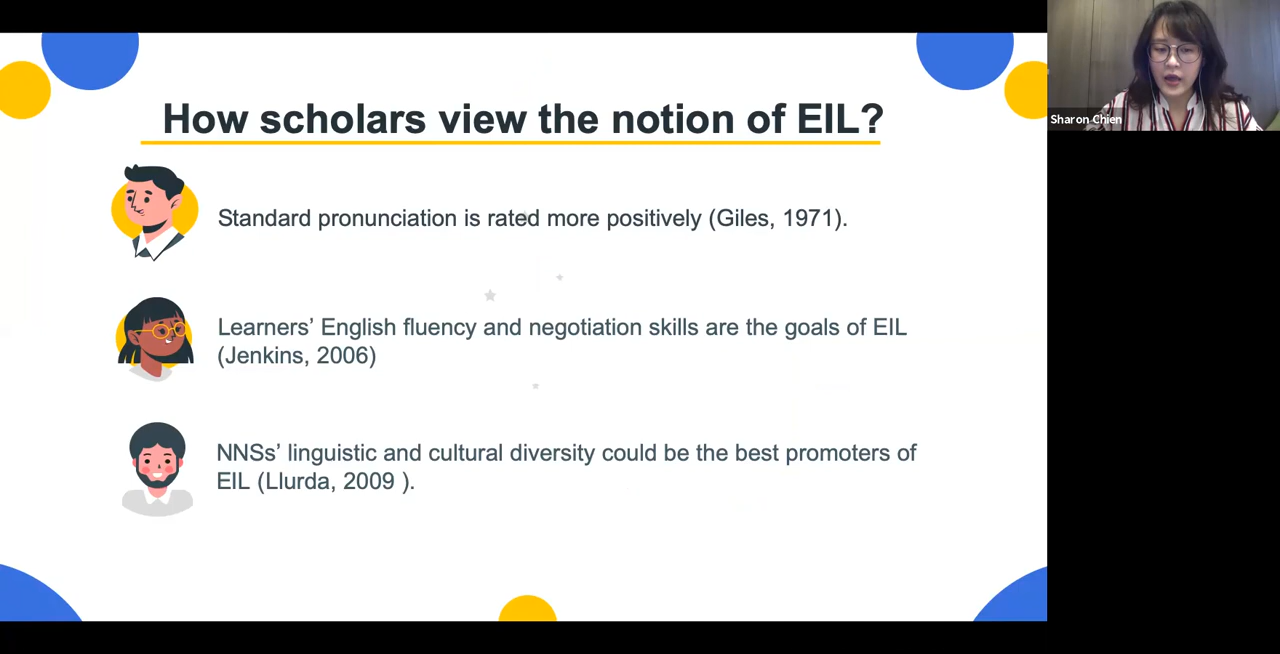 How scholars view the notion of EIL?
Sharon Chien
Standard pronunciation is rated more positively (Giles, 1971).
Learners’ English fluency and negotiation skills are the goals of EIL
(Jenkins, 2006)
NNSs’ linguistic and cultural diversity could be the best promoters of
EIL (Llurda, 2009 ).